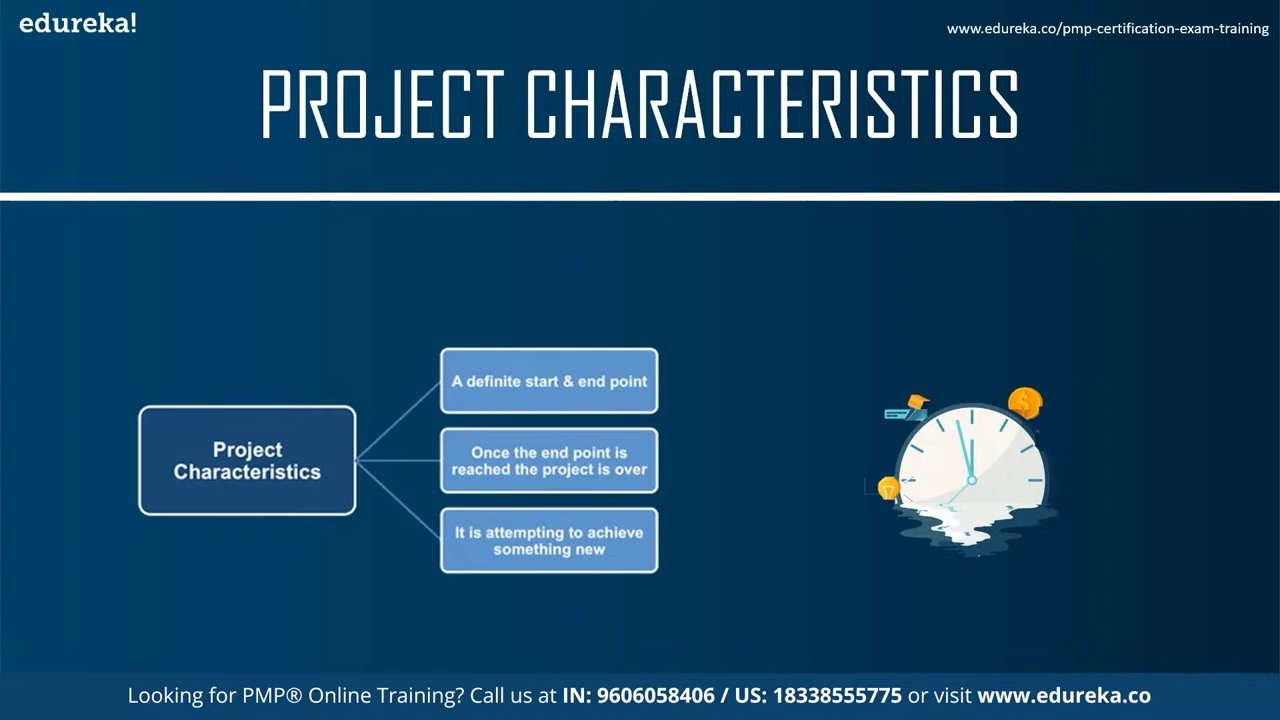 edureka!
www.edureka.co/pmp-certification-exam-training
PROJECT CHARACTERISTICS
Project
Characteristics
A definite start & end point
Once the end point is
reached the project is over
It is attempting to achieve
something new
$
Looking for PMP® Online Training? Call us at IN: 9606058406 / US: 18338555775 or visit www.edureka.co